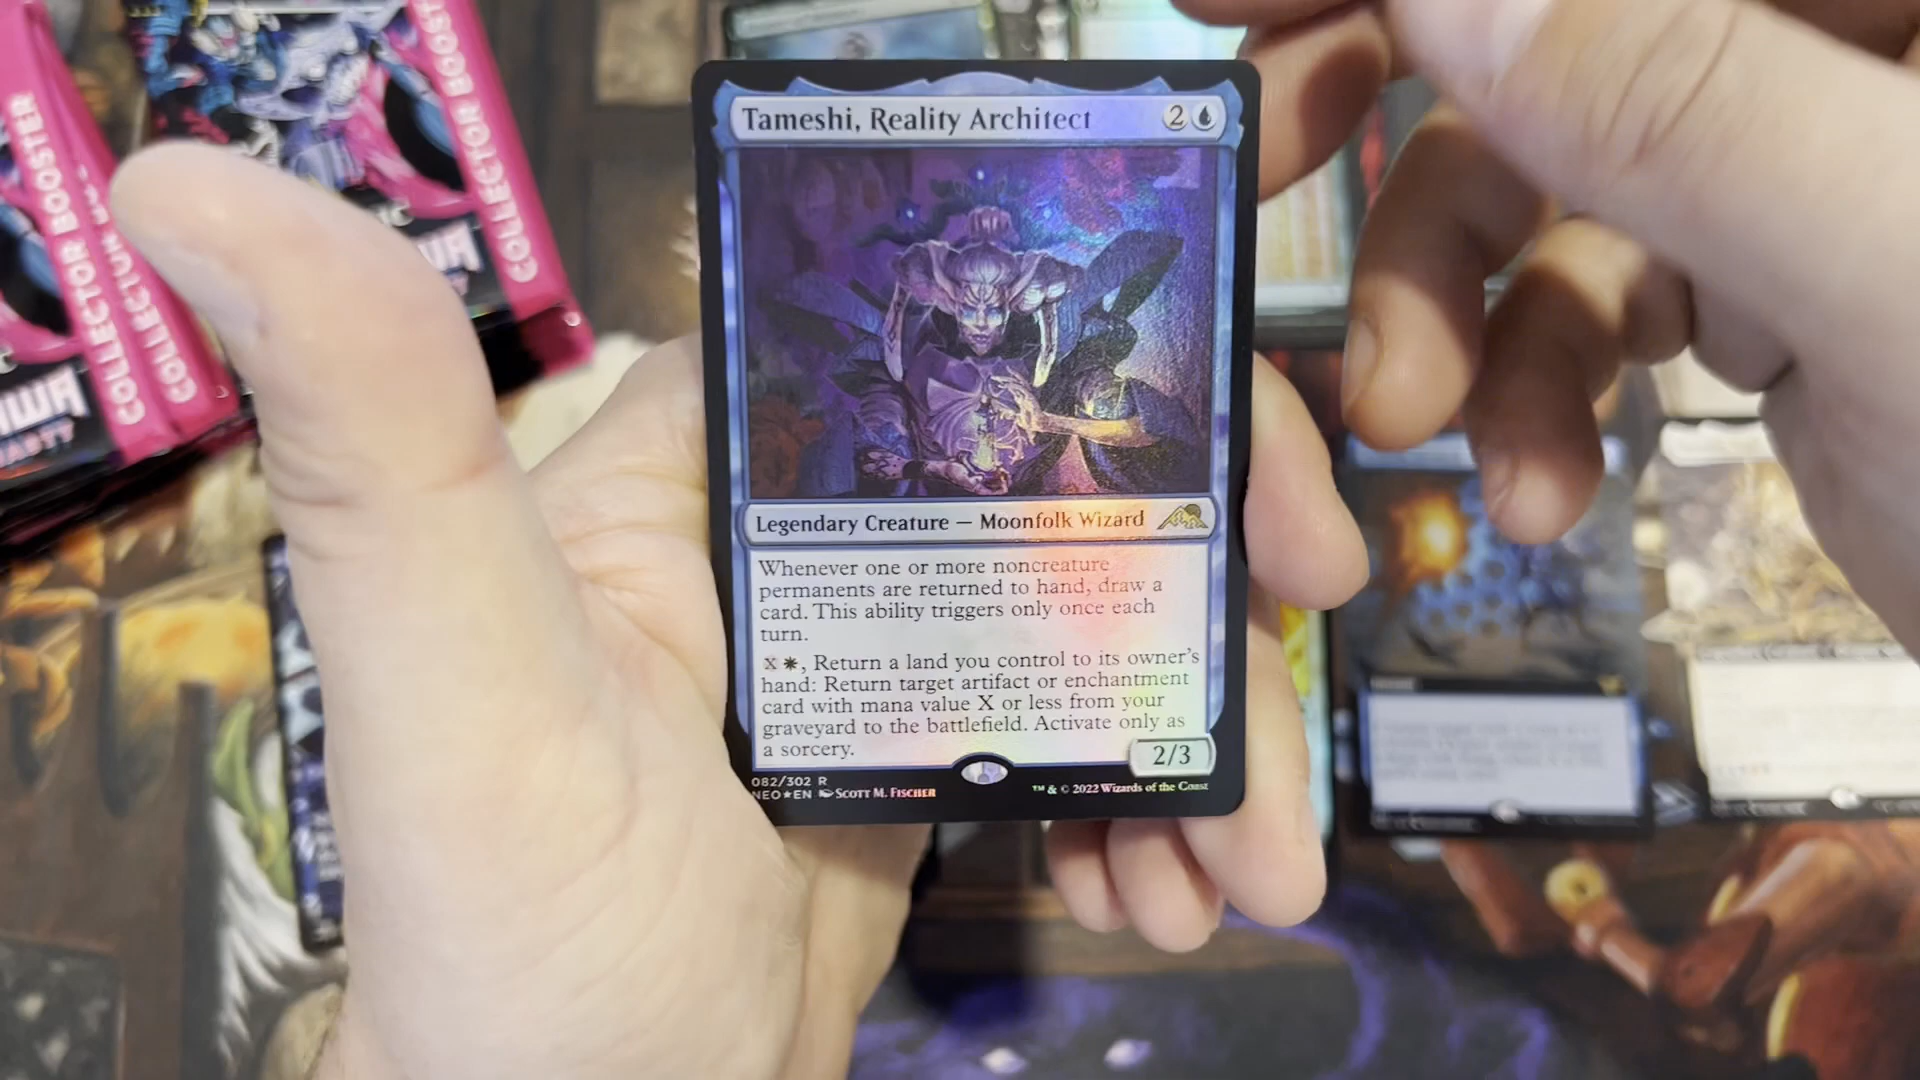 COLLECTOR BOOSTER
COLLECTOR BOOSTER
COLLECTOR
Tameshi, Reality Architect 2
Legendary Creature — Moonfolk Wizard
Whenever one or more noncreature
permanents are returned to hand, draw a
card. This ability triggers only once each
turn.
X, Return a land you control to its owner's
hand: Return target artifact or enchantment
card with mana value X or less from your
graveyard to the battlefield. Activate only as
a sorcery.
2/3
082/302 R
NEO★EN SCOTT M. FISCHER
™ & © 2022 Wizards of the Coast